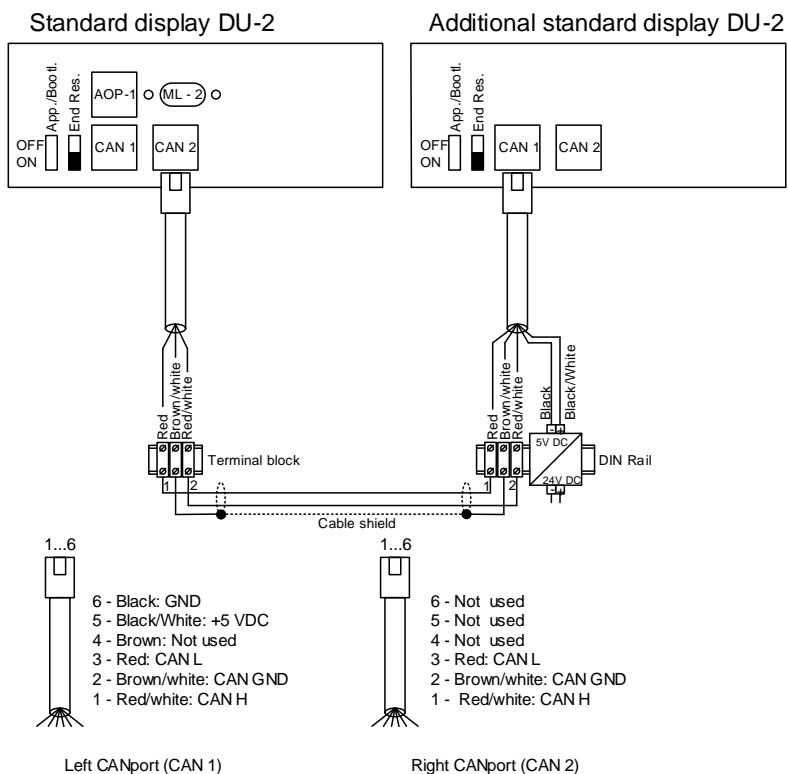 Standard display DU-2
App./Bootl.
End Res.
AOP-1
ML - 2
OFF
ON
CAN 1
CAN 2
Red
Brown/white
Red/white
Terminal block
1
2
Additional standard display DU-2
App./Bootl.
End Res.
OFF
ON
CAN 1
CAN 2
Red
Brown/white
Red/white
Black
Black/White
- +
5V DC
24V DC
- +
DIN Rail
1
2
Cable shield
1...6
6 - Black: GND
5 - Black/White: +5 VDC
4 - Brown: Not used
3 - Red: CAN L
2 - Brown/white: CAN GND
1 - Red/white: CAN H
Left CANport (CAN 1)
1...6
6 - Not used
5 - Not used
4 - Not used
3 - Red: CAN L
2 - Brown/white: CAN GND
1 - Red/white: CAN H
Right CANport (CAN 2)